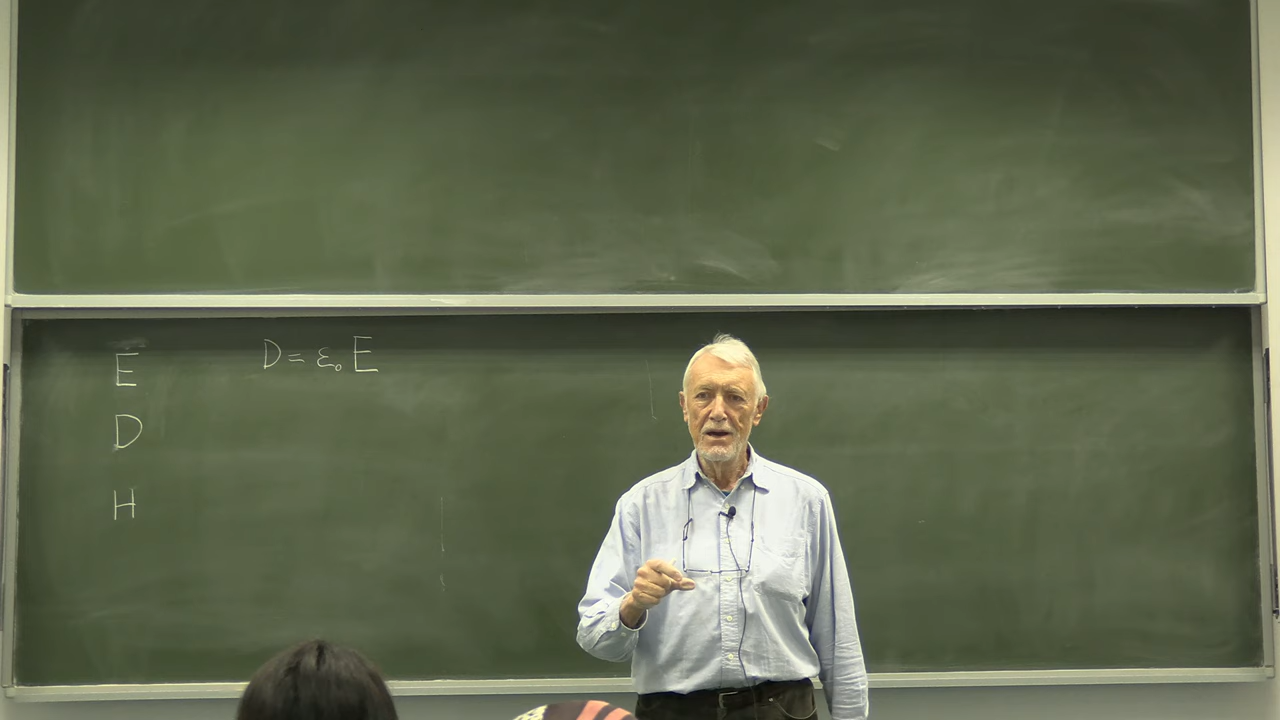 E D = ε₀ E
D
H